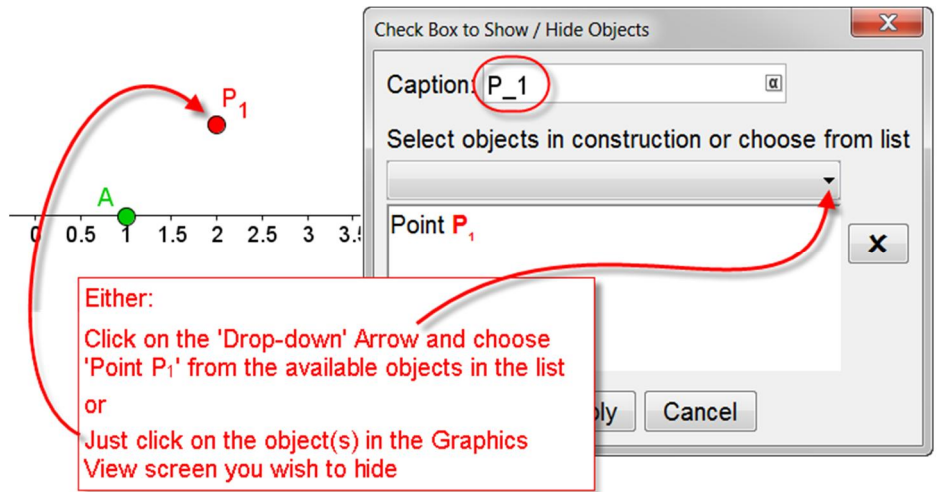 Check Box to Show / Hide Objects
X
Caption: P_1 α
Select objects in construction or choose from list
Point P₁
X
P₁
A
0 0.5 1 1.5 2 2.5 3 3.
Either:
Click on the 'Drop-down' Arrow and choose
'Point P₁' from the available objects in the list
or
Just click on the object(s) in the Graphics
View screen you wish to hide
ly
Cancel